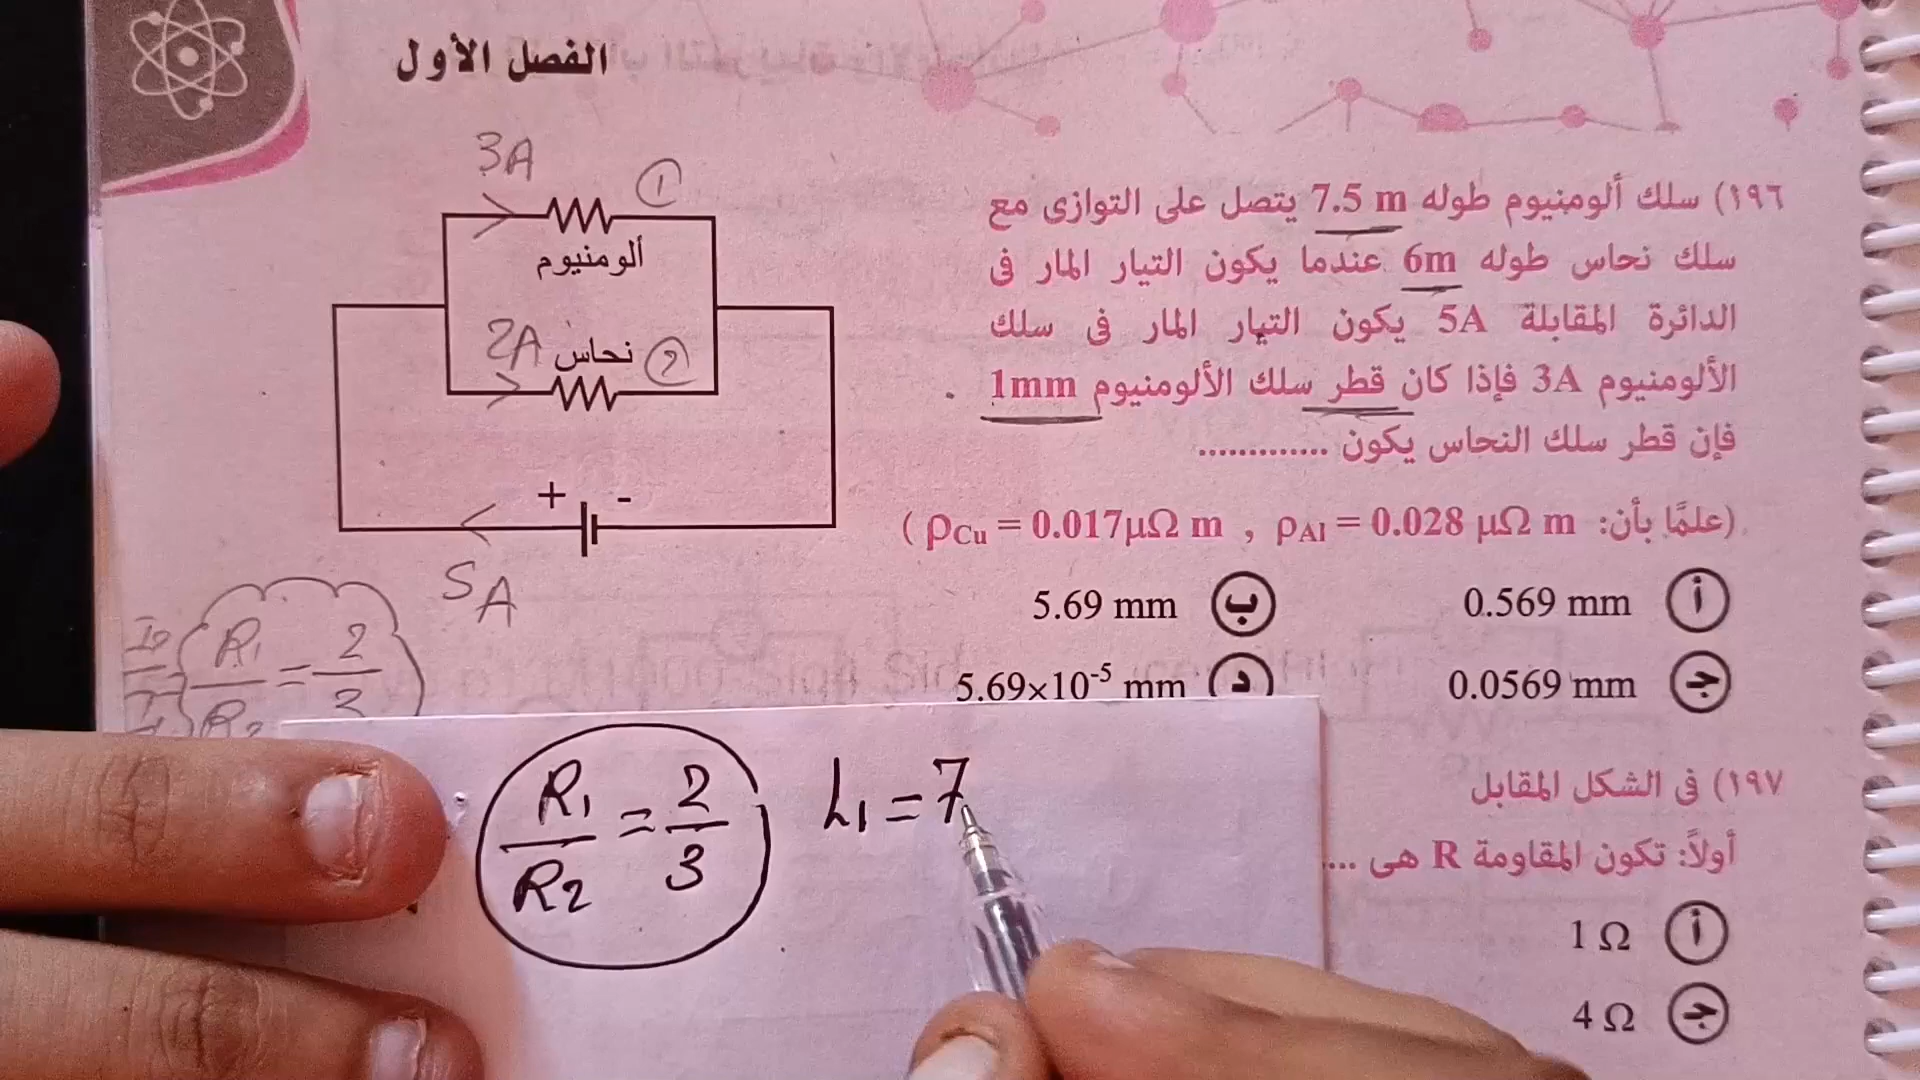 الفصل الأول
١٩٦) سلك ألومنيوم طوله 7.5 m يتصل على التوازى مع
سلك نحاس طوله 6m عندما يكون التيار المار فى
الدائرة المقابلة 5A يكون التيار المار فى سلك
الألومنيوم 3A فإذا كان قطر سلك الألومنيوم 1mm
فإن قطر سلك النحاس يكون .............
(علمًا بأن: ρCu = 0.017μΩ m , ρAl = 0.028 μΩ m )
أ 0.569 mm
ب 5.69 mm
ج 0.0569 mm
د 5.69×10⁻⁵ mm
3A
①
ألومنيوم
2A نحاس ②
+ -
5A
R1/R2 = 2/3
R1/R2 = 2/3 L1 = 7
١٩٧) فى الشكل المقابل
أولاً: تكون المقاومة R هى ....
أ 1 Ω
ج 4 Ω